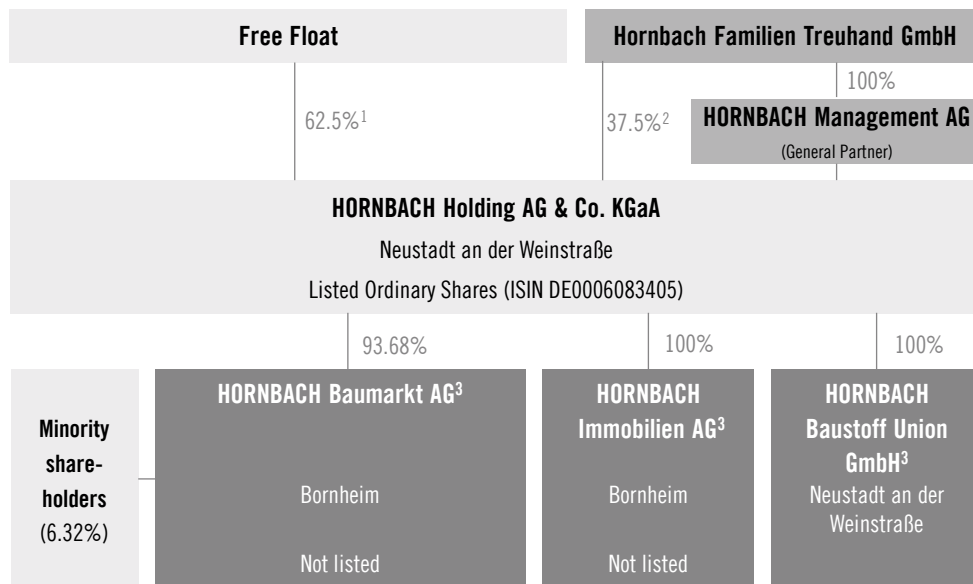 Free Float
Hornbach Familien Treuhand GmbH
100%
62.5%¹
37.5%²
HORNBACH Management AG
(General Partner)
HORNBACH Holding AG & Co. KGaA
Neustadt an der Weinstraße
Listed Ordinary Shares (ISIN DE0006083405)
93.68%
100%
100%
Minority
share-
holders
(6.32%)
HORNBACH Baumarkt AG³
Bornheim
Not listed
HORNBACH
Immobilien AG³
Bornheim
Not listed
HORNBACH
Baustoff Union
GmbH³
Neustadt an der
Weinstraße